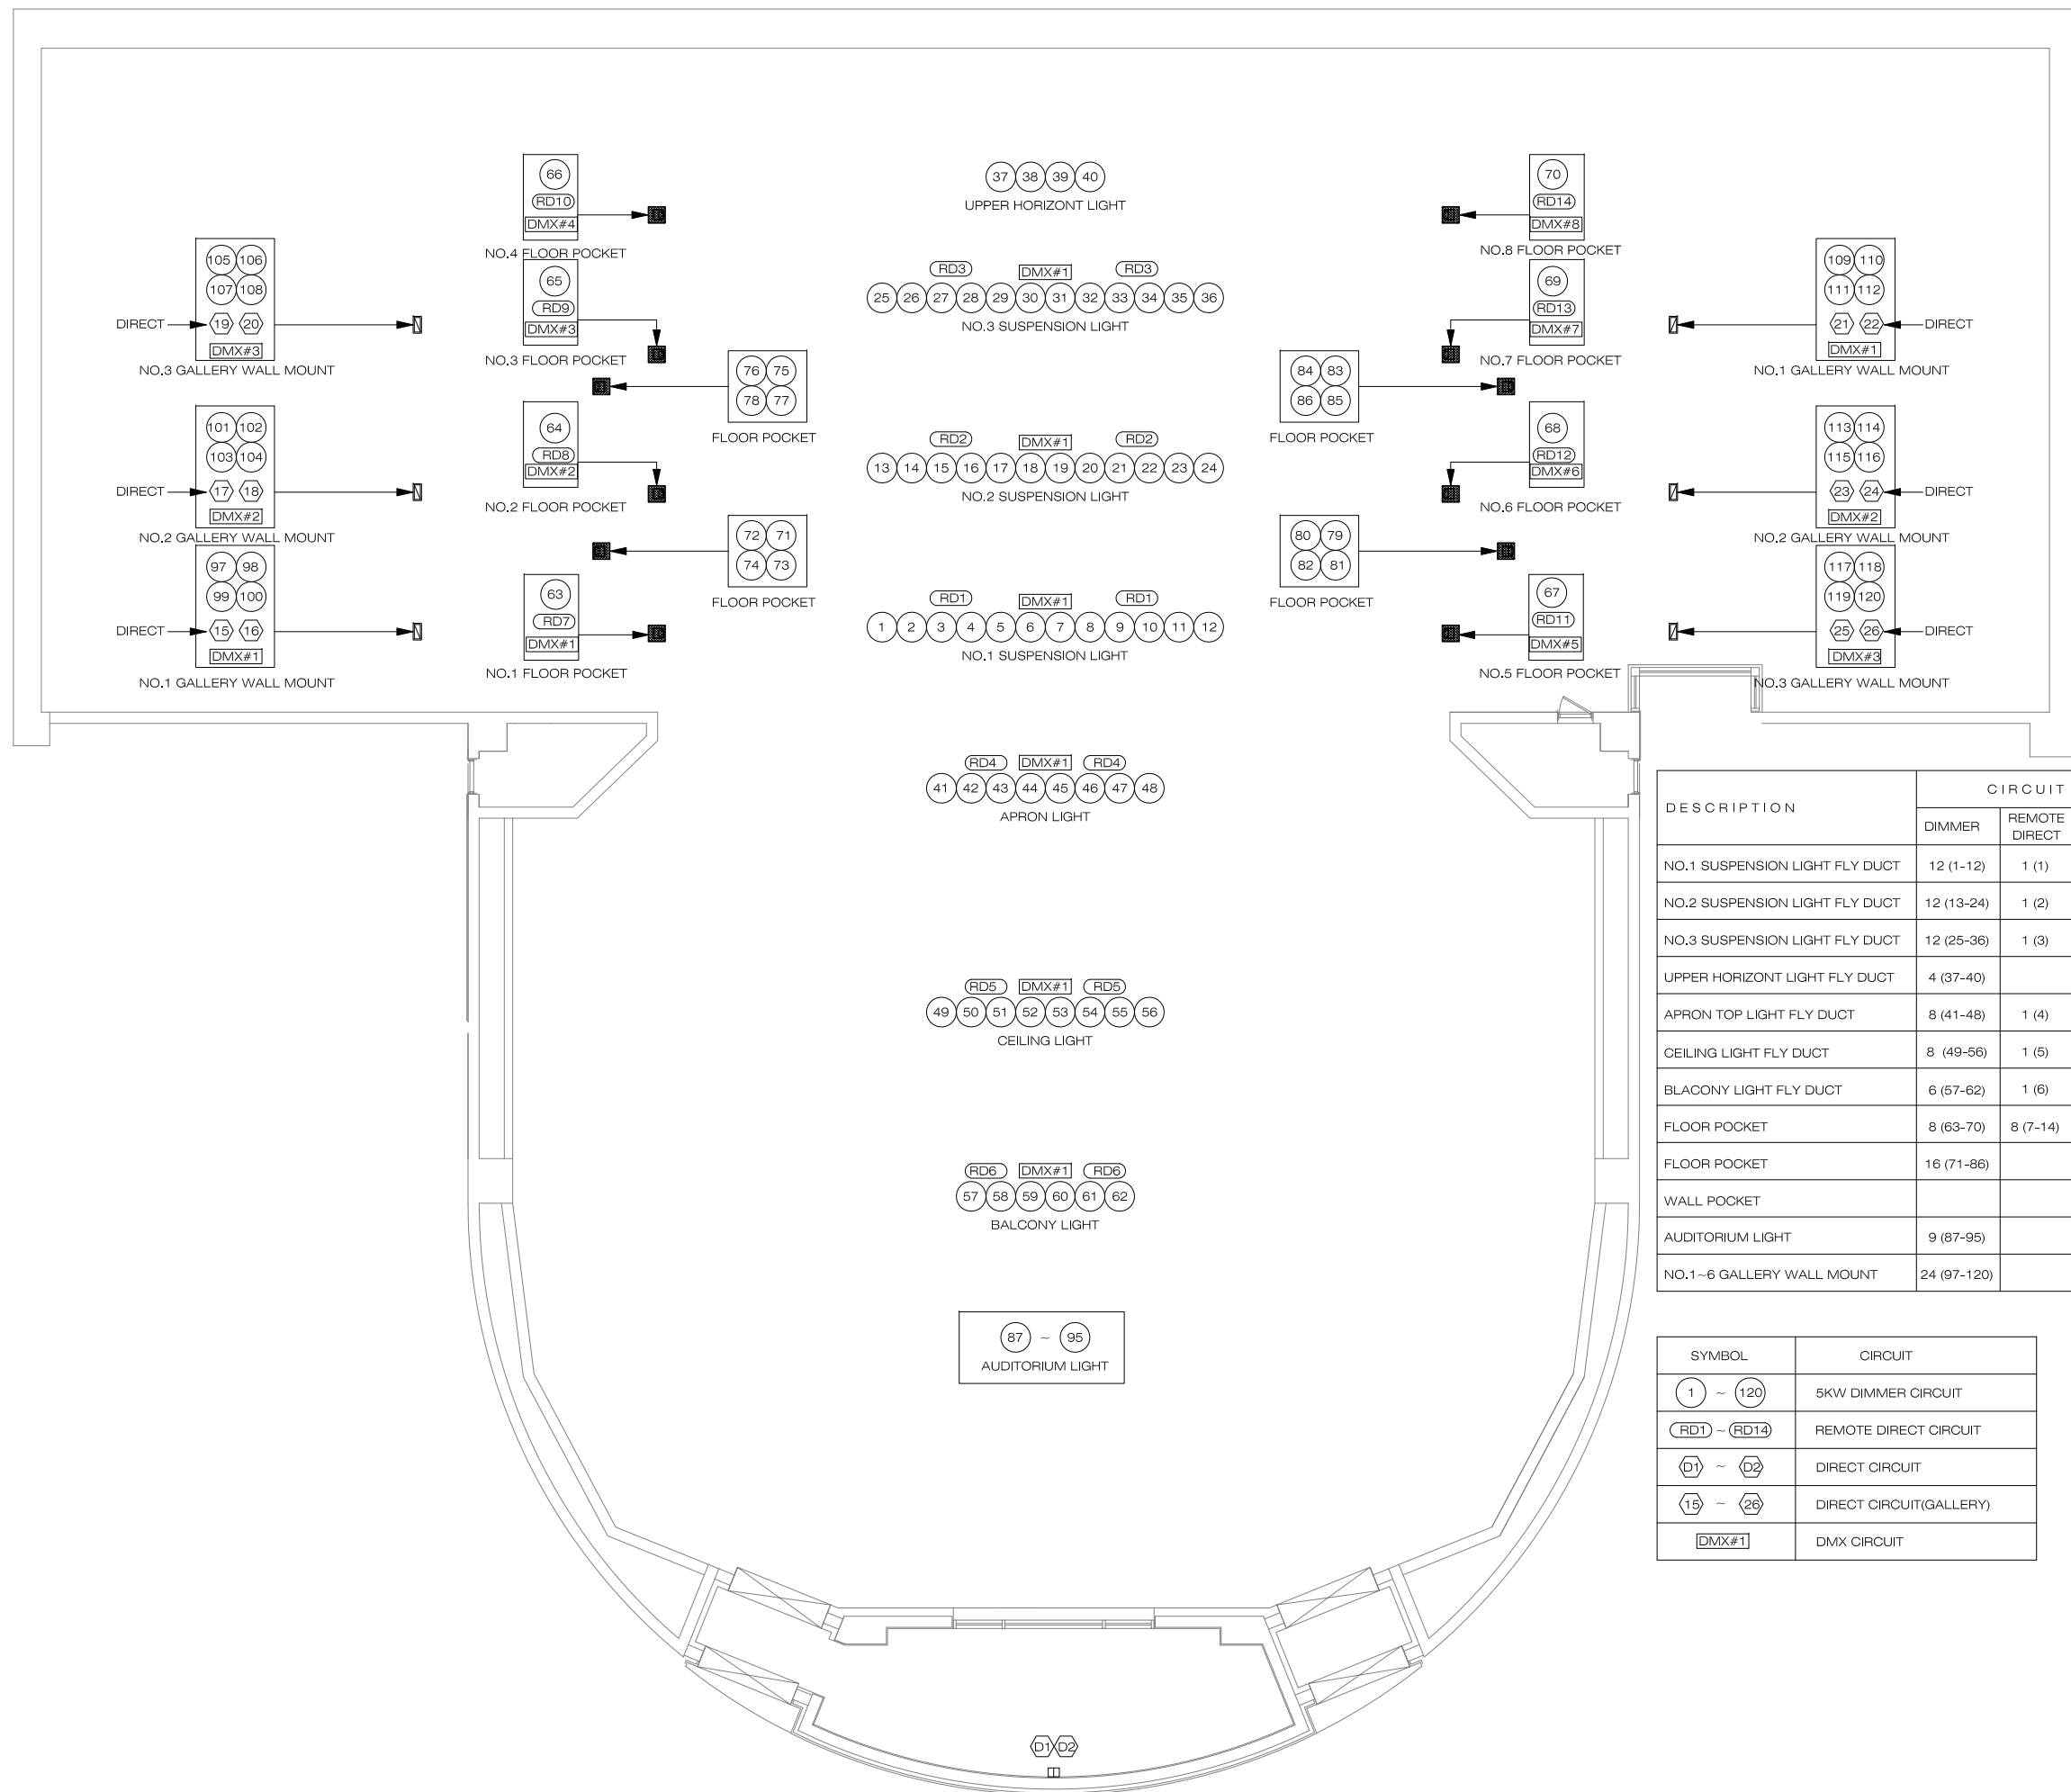 37 38 39 40
UPPER HORIZONT LIGHT
RD3 DMX#1 RD3
25 26 27 28 29 30 31 32 33 34 35 36
NO.3 SUSPENSION LIGHT
RD2 DMX#1 RD2
13 14 15 16 17 18 19 20 21 22 23 24
NO.2 SUSPENSION LIGHT
RD1 DMX#1 RD1
1 2 3 4 5 6 7 8 9 10 11 12
NO.1 SUSPENSION LIGHT
66
RD10
DMX#4
NO.4 FLOOR POCKET
65
RD9
DMX#3
NO.3 FLOOR POCKET
64
RD8
DMX#2
NO.2 FLOOR POCKET
63
RD7
DMX#1
NO.1 FLOOR POCKET
105 106
107 108
DIRECT 19 20
DMX#3
NO.3 GALLERY WALL MOUNT
101 102
103 104
DIRECT 17 18
DMX#2
NO.2 GALLERY WALL MOUNT
97 98
99 100
DIRECT 15 16
DMX#1
NO.1 GALLERY WALL MOUNT
76 75
78 77
FLOOR POCKET
72 71
74 73
FLOOR POCKET
84 83
86 85
FLOOR POCKET
80 79
82 81
FLOOR POCKET
70
RD14
DMX#8
NO.8 FLOOR POCKET
69
RD13
DMX#7
NO.7 FLOOR POCKET
68
RD12
DMX#6
NO.6 FLOOR POCKET
67
RD11
DMX#5
NO.5 FLOOR POCKET
109 110
111 112
21 22 DIRECT
DMX#1
NO.1 GALLERY WALL MOUNT
113 114
115 116
23 24 DIRECT
DMX#2
NO.2 GALLERY WALL MOUNT
117 118
119 120
25 26 DIRECT
DMX#3
NO.3 GALLERY WALL MOUNT
RD4 DMX#1 RD4
41 42 43 44 45 46 47 48
APRON LIGHT
RD5 DMX#1 RD5
49 50 51 52 53 54 55 56
CEILING LIGHT
RD6 DMX#1 RD6
57 58 59 60 61 62
BALCONY LIGHT
87 ~ 95
AUDITORIUM LIGHT
D1 D2
DESCRIPTION CIRCUIT
DIMMER REMOTE DIRECT
NO.1 SUSPENSION LIGHT FLY DUCT 12 (1-12) 1 (1)
NO.2 SUSPENSION LIGHT FLY DUCT 12 (13-24) 1 (2)
NO.3 SUSPENSION LIGHT FLY DUCT 12 (25-36) 1 (3)
UPPER HORIZONT LIGHT FLY DUCT 4 (37-40)
APRON TOP LIGHT FLY DUCT 8 (41-48) 1 (4)
CEILING LIGHT FLY DUCT 8 (49-56) 1 (5)
BLACONY LIGHT FLY DUCT 6 (57-62) 1 (6)
FLOOR POCKET 8 (63-70) 8 (7-14)
FLOOR POCKET 16 (71-86)
WALL POCKET
AUDITORIUM LIGHT 9 (87-95)
NO.1~6 GALLERY WALL MOUNT 24 (97-120)
SYMBOL CIRCUIT
1 ~ 120 5KW DIMMER CIRCUIT
RD1 ~ RD14 REMOTE DIRECT CIRCUIT
D1 ~ D2 DIRECT CIRCUIT
15 ~ 26 DIRECT CIRCUIT(GALLERY)
DMX#1 DMX CIRCUIT